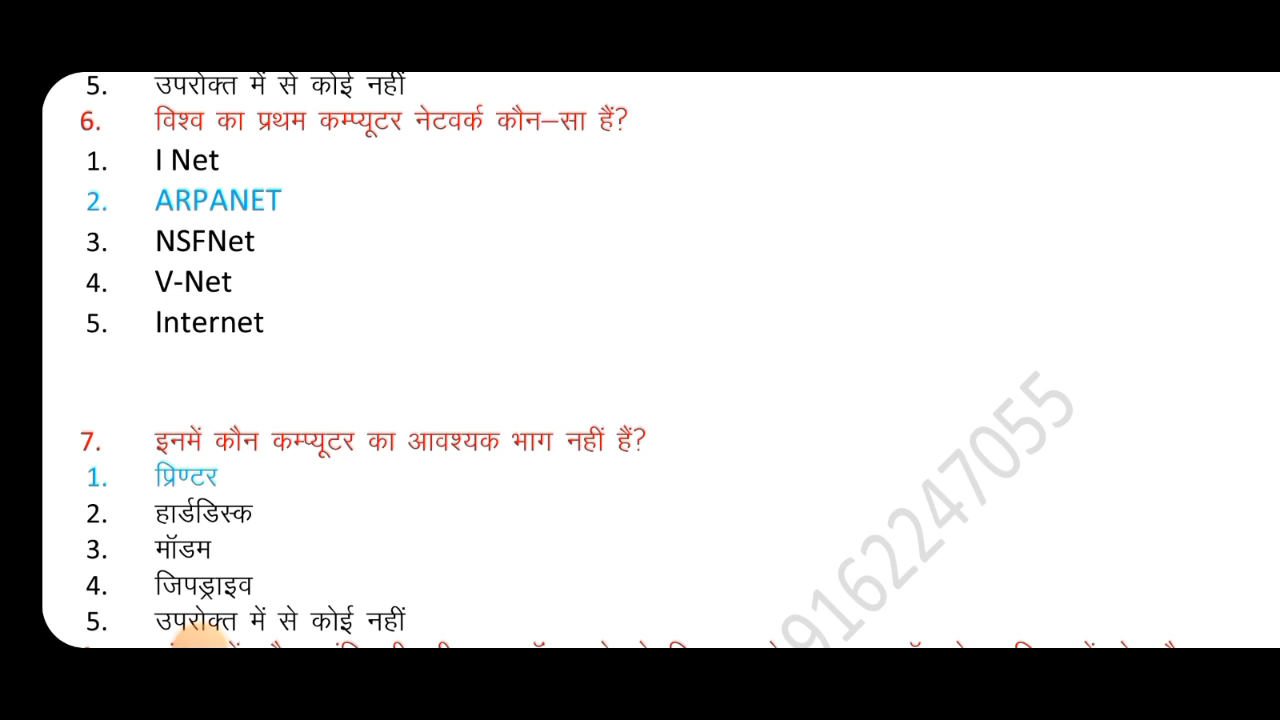 5. उपरोक्त में से कोई नहीं
6. विश्व का प्रथम कम्प्यूटर नेटवर्क कौन–सा हैं?
1. I Net
2. ARPANET
3. NSFNet
4. V-Net
5. Internet
7. इनमें कौन कम्प्यूटर का आवश्यक भाग नहीं हैं?
1. प्रिण्टर
2. हार्डडिस्क
3. मॉडम
4. जिपड्राइव
5. उपरोक्त में से कोई नहीं
9162247055